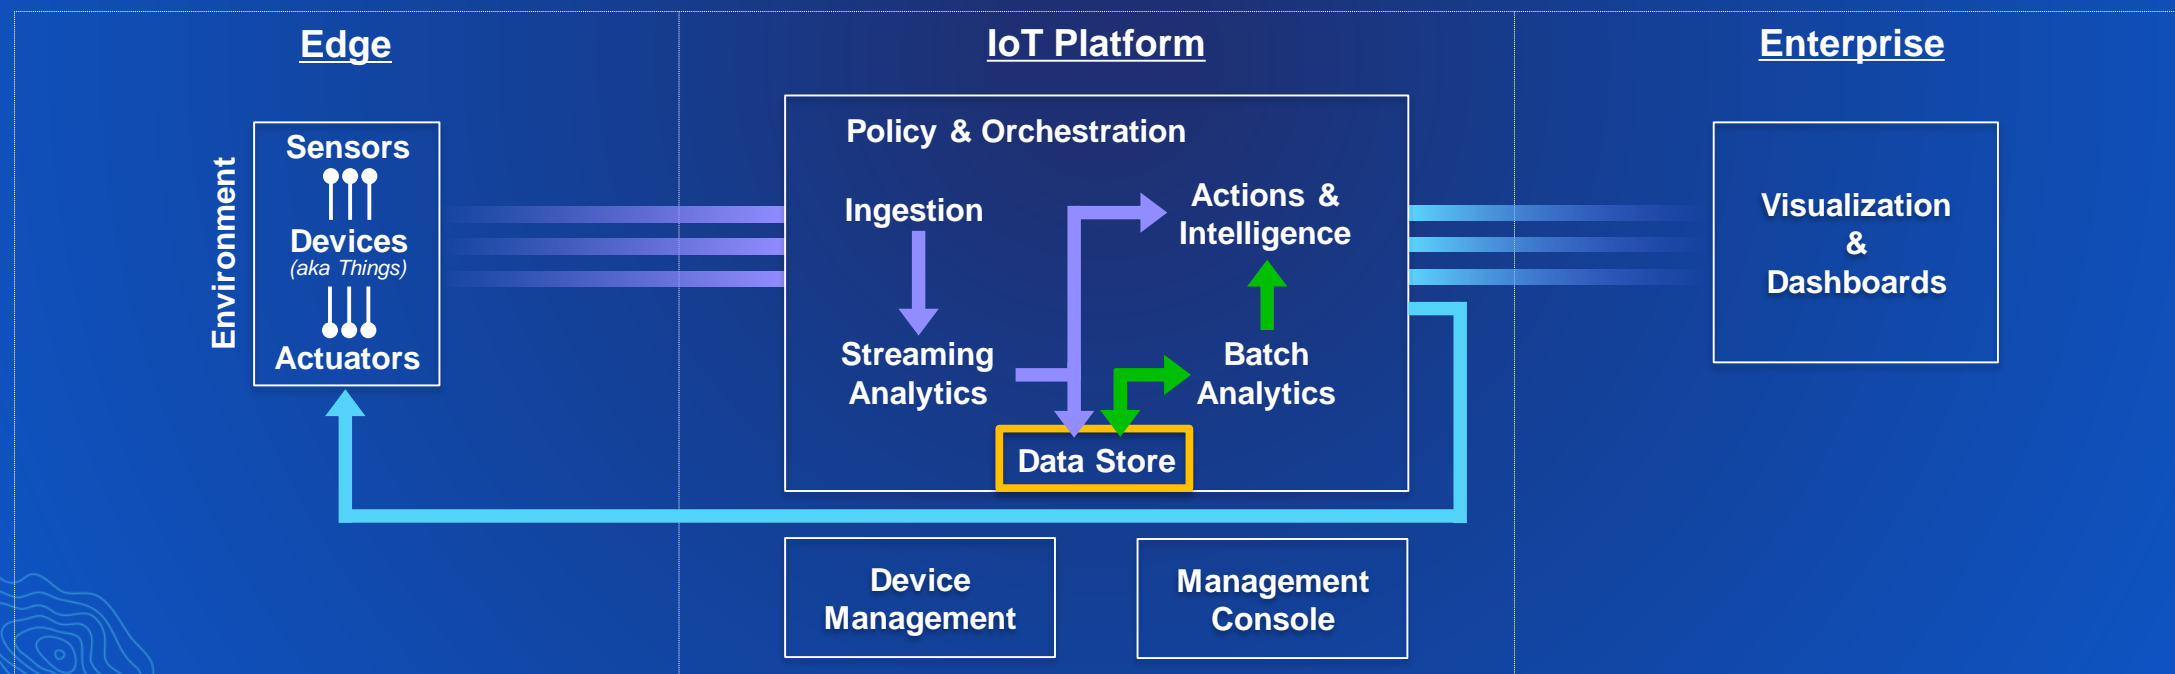 Edge
IoT Platform
Enterprise
Environment
Sensors
Devices
(aka Things)
Actuators
Policy & Orchestration
Ingestion
Streaming
Analytics
Actions &
Intelligence
Batch
Analytics
Data Store
Visualization
&
Dashboards
Device
Management
Management
Console